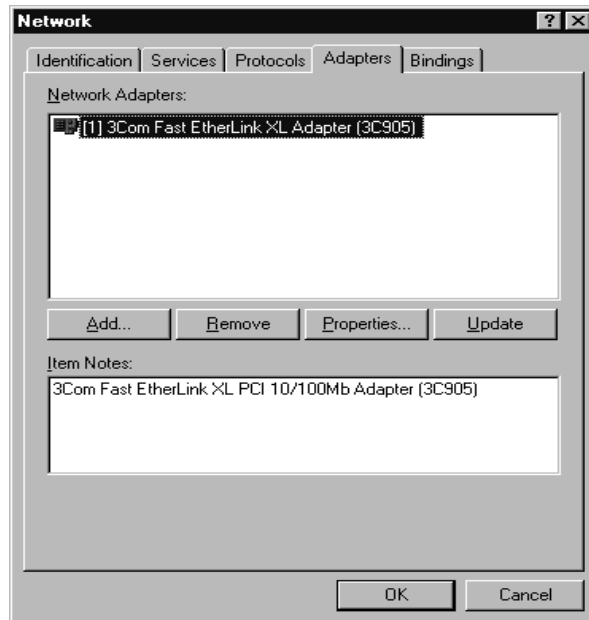 Network
Identification Services Protocols Adapters Bindings
Network Adapters:
[1] 3Com Fast EtherLink XL Adapter (3C905)
Add... Remove Properties... Update
Item Notes:
3Com Fast EtherLink XL PCI 10/100Mb Adapter (3C905)
OK Cancel